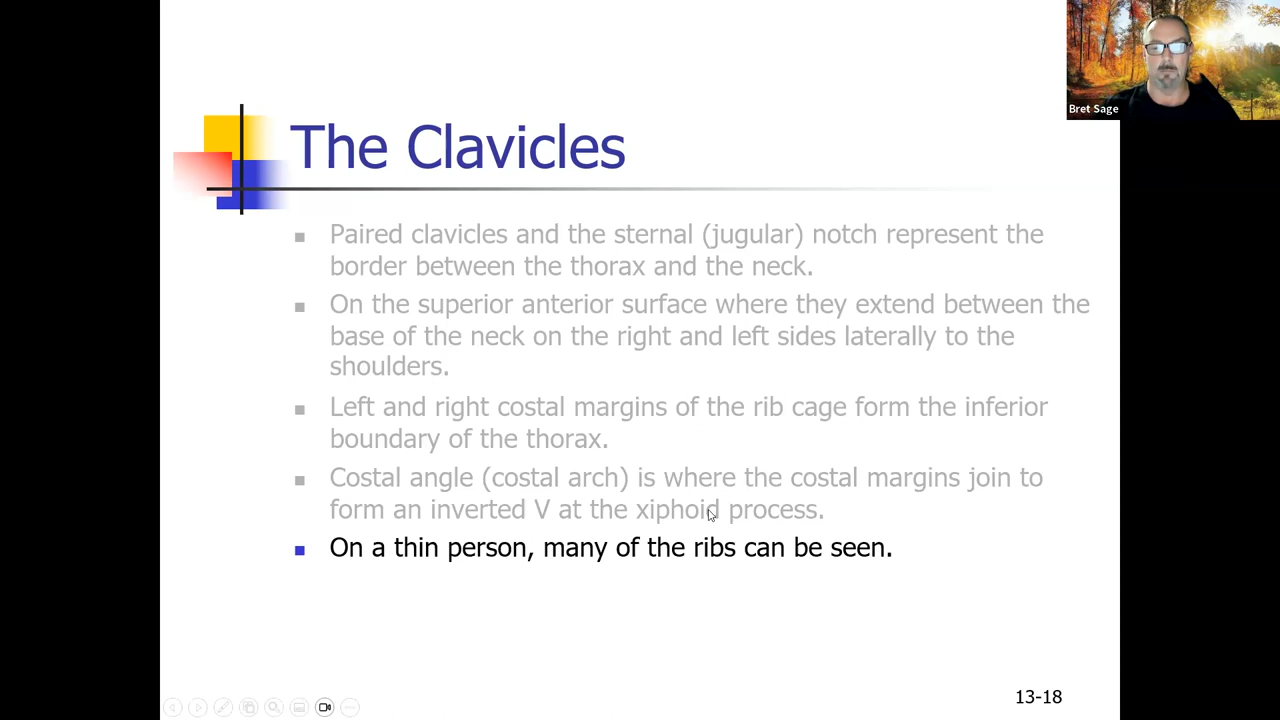 Bret Sage
The Clavicles
Paired clavicles and the sternal (jugular) notch represent the
border between the thorax and the neck.
On the superior anterior surface where they extend between the
base of the neck on the right and left sides laterally to the
shoulders.
Left and right costal margins of the rib cage form the inferior
boundary of the thorax.
Costal angle (costal arch) is where the costal margins join to
form an inverted V at the xiphoid process.
On a thin person, many of the ribs can be seen.
13-18